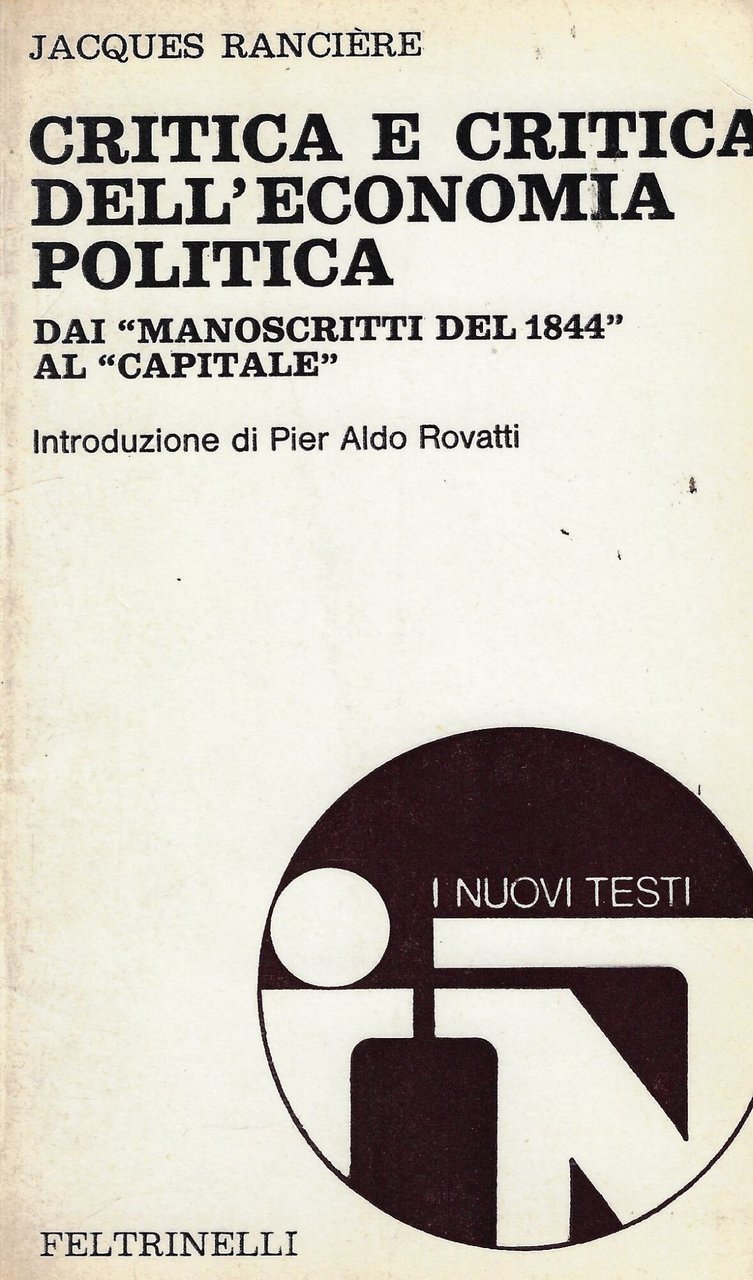 JACQUES RANCIÈRE
CRITICA E CRITICA
DELL'ECONOMIA
POLITICA
DAI “MANOSCRITTI DEL 1844”
AL “CAPITALE”
Introduzione di Pier Aldo Rovatti
I NUOVI TESTI
FELTRINELLI